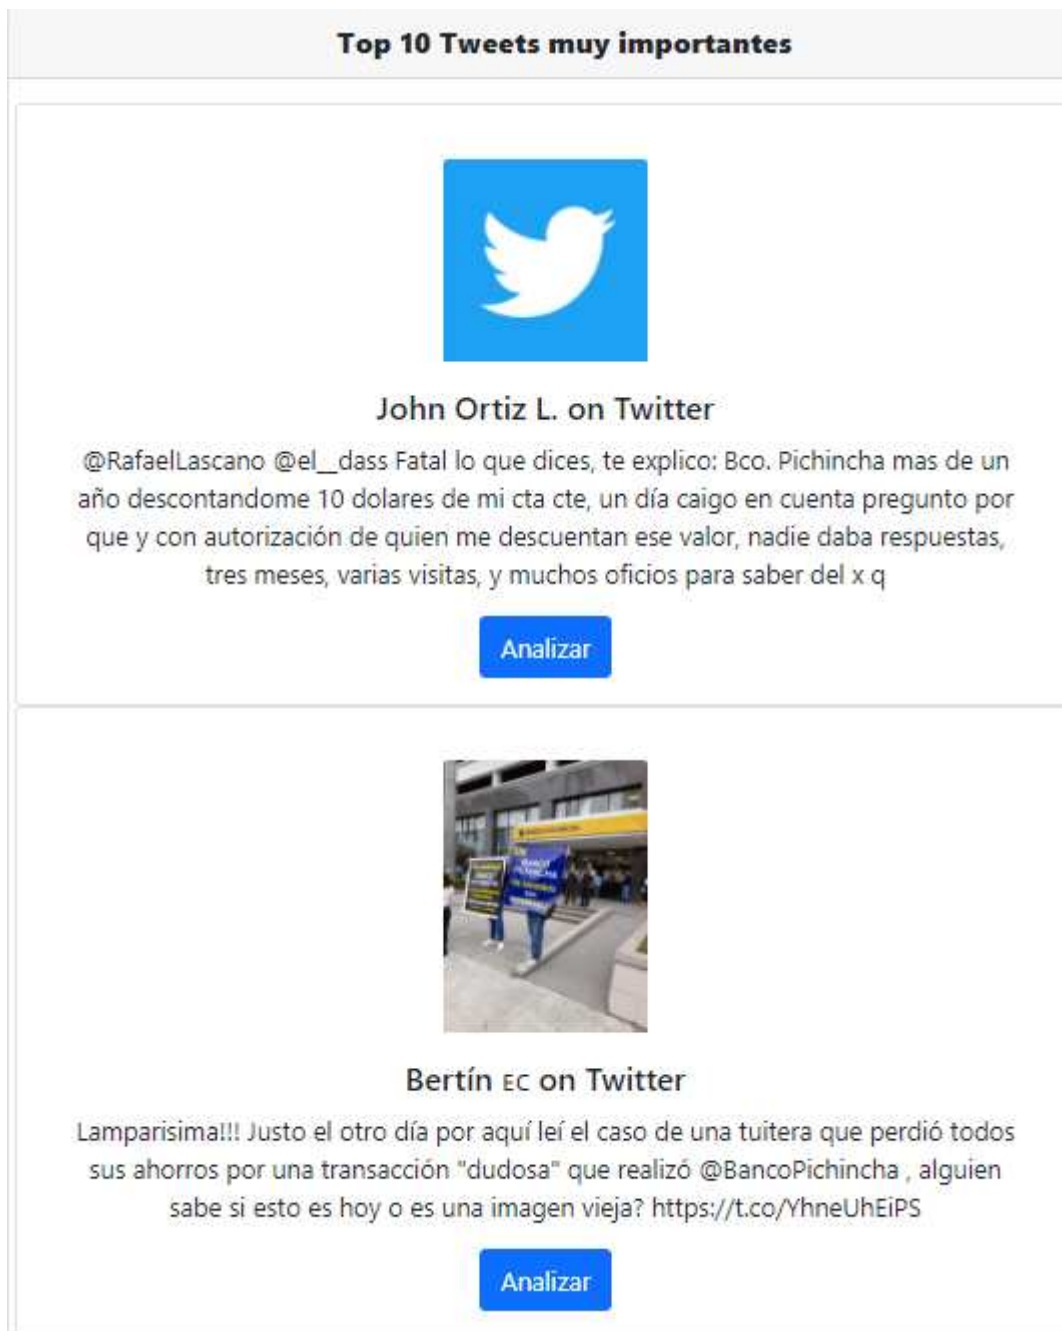 Top 10 Tweets muy importantes
John Ortiz L. on Twitter
@RafaelLascano @el__dass Fatal lo que dices, te explico: Bco. Pichincha mas de un
año descontandome 10 dolares de mi cta cte, un día caigo en cuenta pregunto por
que y con autorización de quien me descuentan ese valor, nadie daba respuestas,
tres meses, varias visitas, y muchos oficios para saber del x q
Analizar
BANCO
PICHINCHA
Bertín EC on Twitter
Lamparisima!!! Justo el otro día por aquí leí el caso de una tuitera que perdió todos
sus ahorros por una transacción "dudosa" que realizó @BancoPichincha , alguien
sabe si esto es hoy o es una imagen vieja? https://t.co/YhneUhEiPS
Analizar